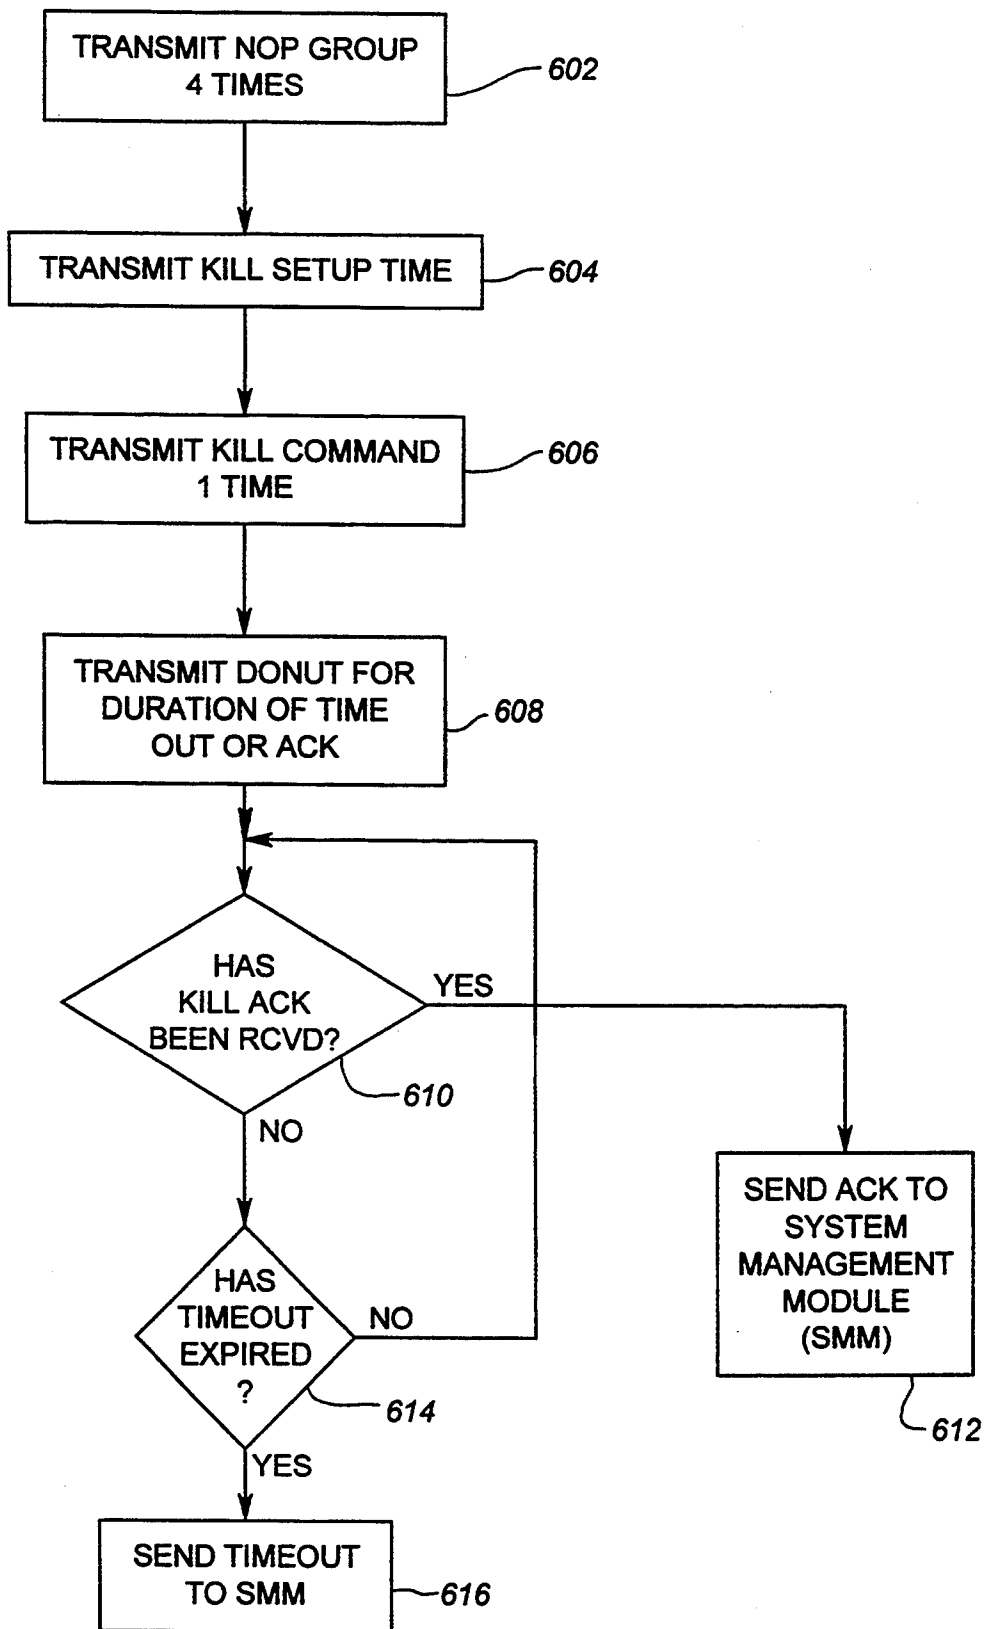 TRANSMIT NOP GROUP
4 TIMES
602
TRANSMIT KILL SETUP TIME
604
TRANSMIT KILL COMMAND
1 TIME
606
TRANSMIT DONUT FOR
DURATION OF TIME
OUT OR ACK
608
HAS
KILL ACK
BEEN RCVD?
YES
610
NO
SEND ACK TO
SYSTEM
MANAGEMENT
MODULE
(SMM)
612
HAS
TIMEOUT
EXPIRED
?
NO
614
YES
SEND TIMEOUT
TO SMM
616